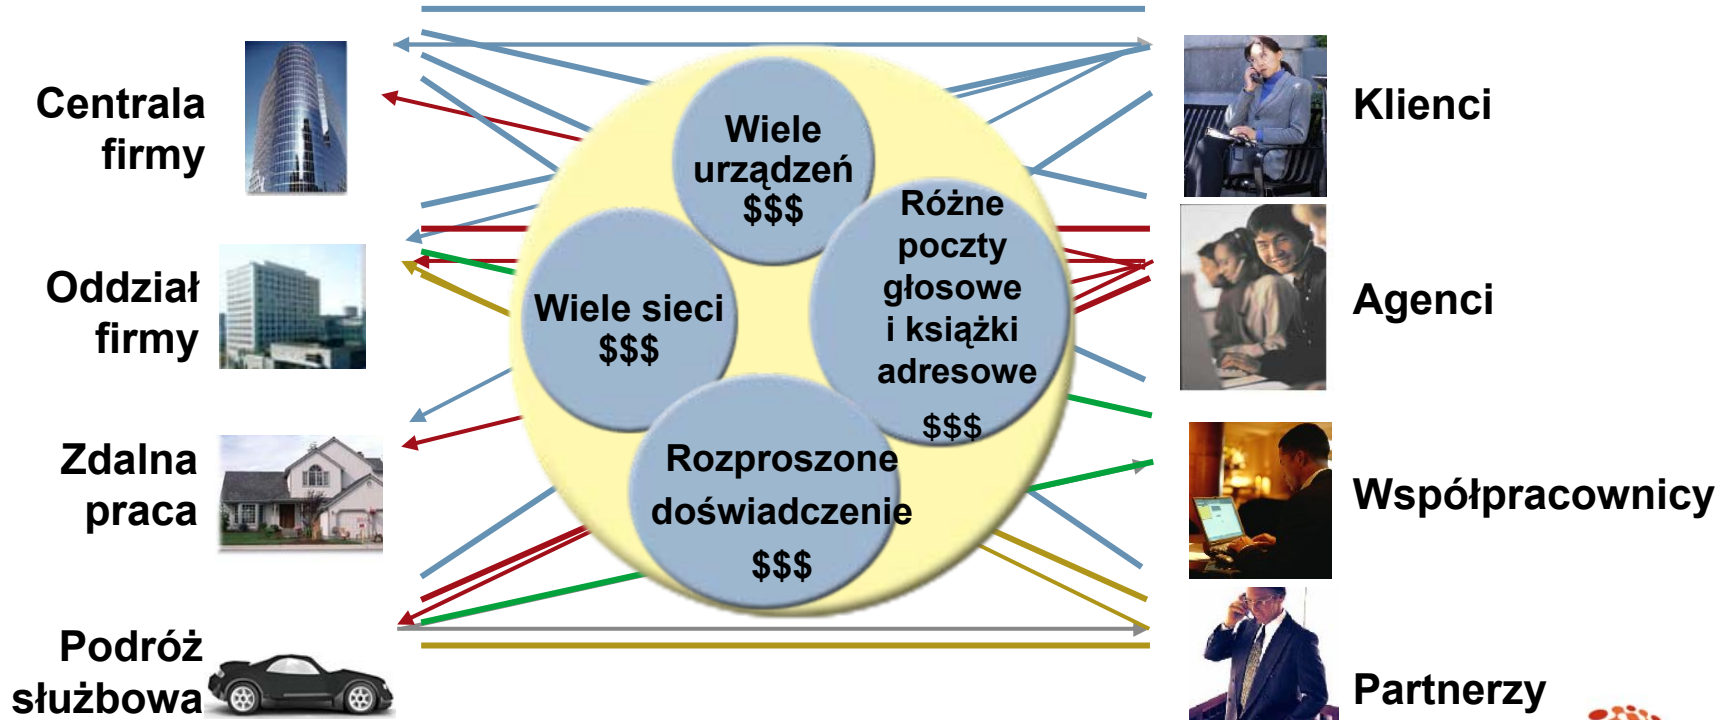 Centrala
firmy
Oddział
firmy
Zdalna
praca
Podróż
służbowa
Wiele
urządzeń
$$$
Wiele sieci
$$$
Różne
poczty
głosowe
i książki
adresowe
$$$
Rozproszone
doświadczenie
$$$
Klienci
Agenci
Współpracownicy
Partnerzy